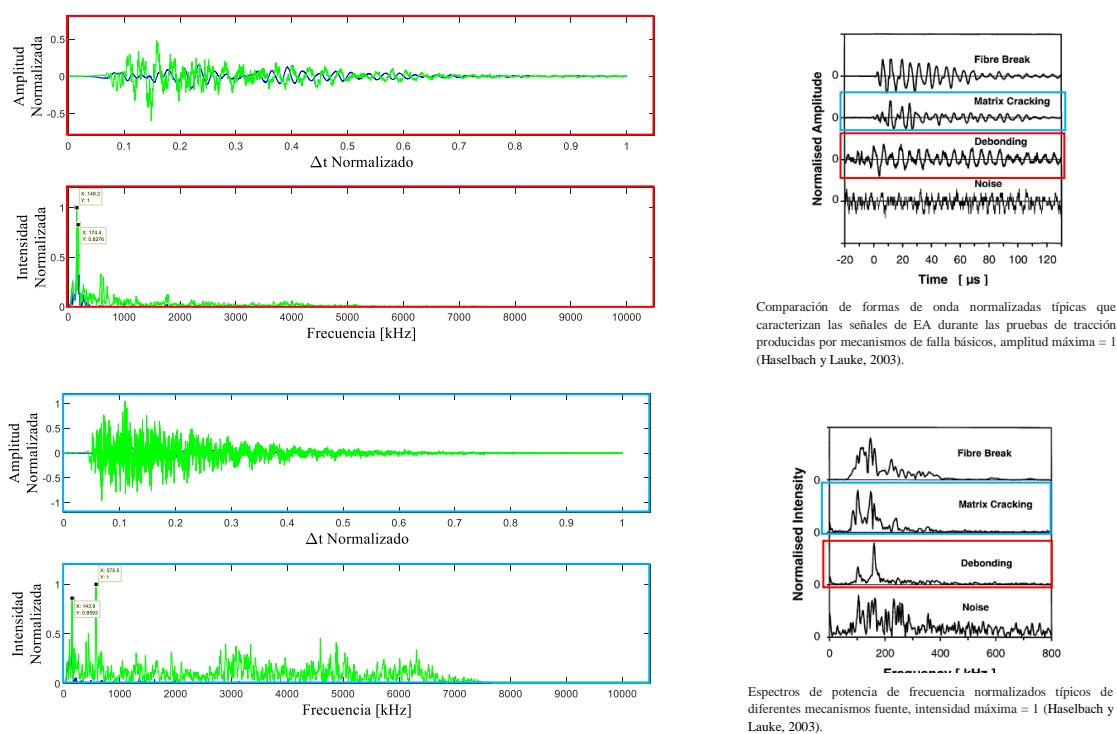 Amplitud
Normalizada
0.5
0
-0.5
0 0.1 0.2 0.3 0.4 0.5 0.6 0.7 0.8 0.9 1
Δt Normalizado
Intensidad
Normalizada
1
0.5
0
X: 148.2
Y: 1
X: 174.4
Y: 0.8276
0 1000 2000 3000 4000 5000 6000 7000 8000 9000 10000
Frecuencia [kHz]
Amplitud
Normalizada
1
0.5
0
-0.5
-1
0 0.1 0.2 0.3 0.4 0.5 0.6 0.7 0.8 0.9 1
Δt Normalizado
Intensidad
Normalizada
1
0.5
0
X: 575.5
Y: 1
X: 143.9
Y: 0.8593
0 1000 2000 3000 4000 5000 6000 7000 8000 9000 10000
Frecuencia [kHz]
Normalised Amplitude
0
Fibre Break
0
Matrix Cracking
0
Debonding
0
Noise
-20 0 20 40 60 80 100 120
Time [ µs ]
Comparación de formas de onda normalizadas típicas que
caracterizan las señales de EA durante las pruebas de tracción
producidas por mecanismos de falla básicos, amplitud máxima = 1
(Haselbach y Lauke, 2003).
Normalised Intensity
0
Fibre Break
0
Matrix Cracking
0
Debonding
0
Noise
0 200 400 600 800
Frequency [ kHz ]
Espectros de potencia de frecuencia normalizados típicos de
diferentes mecanismos fuente, intensidad máxima = 1 (Haselbach y
Lauke, 2003).